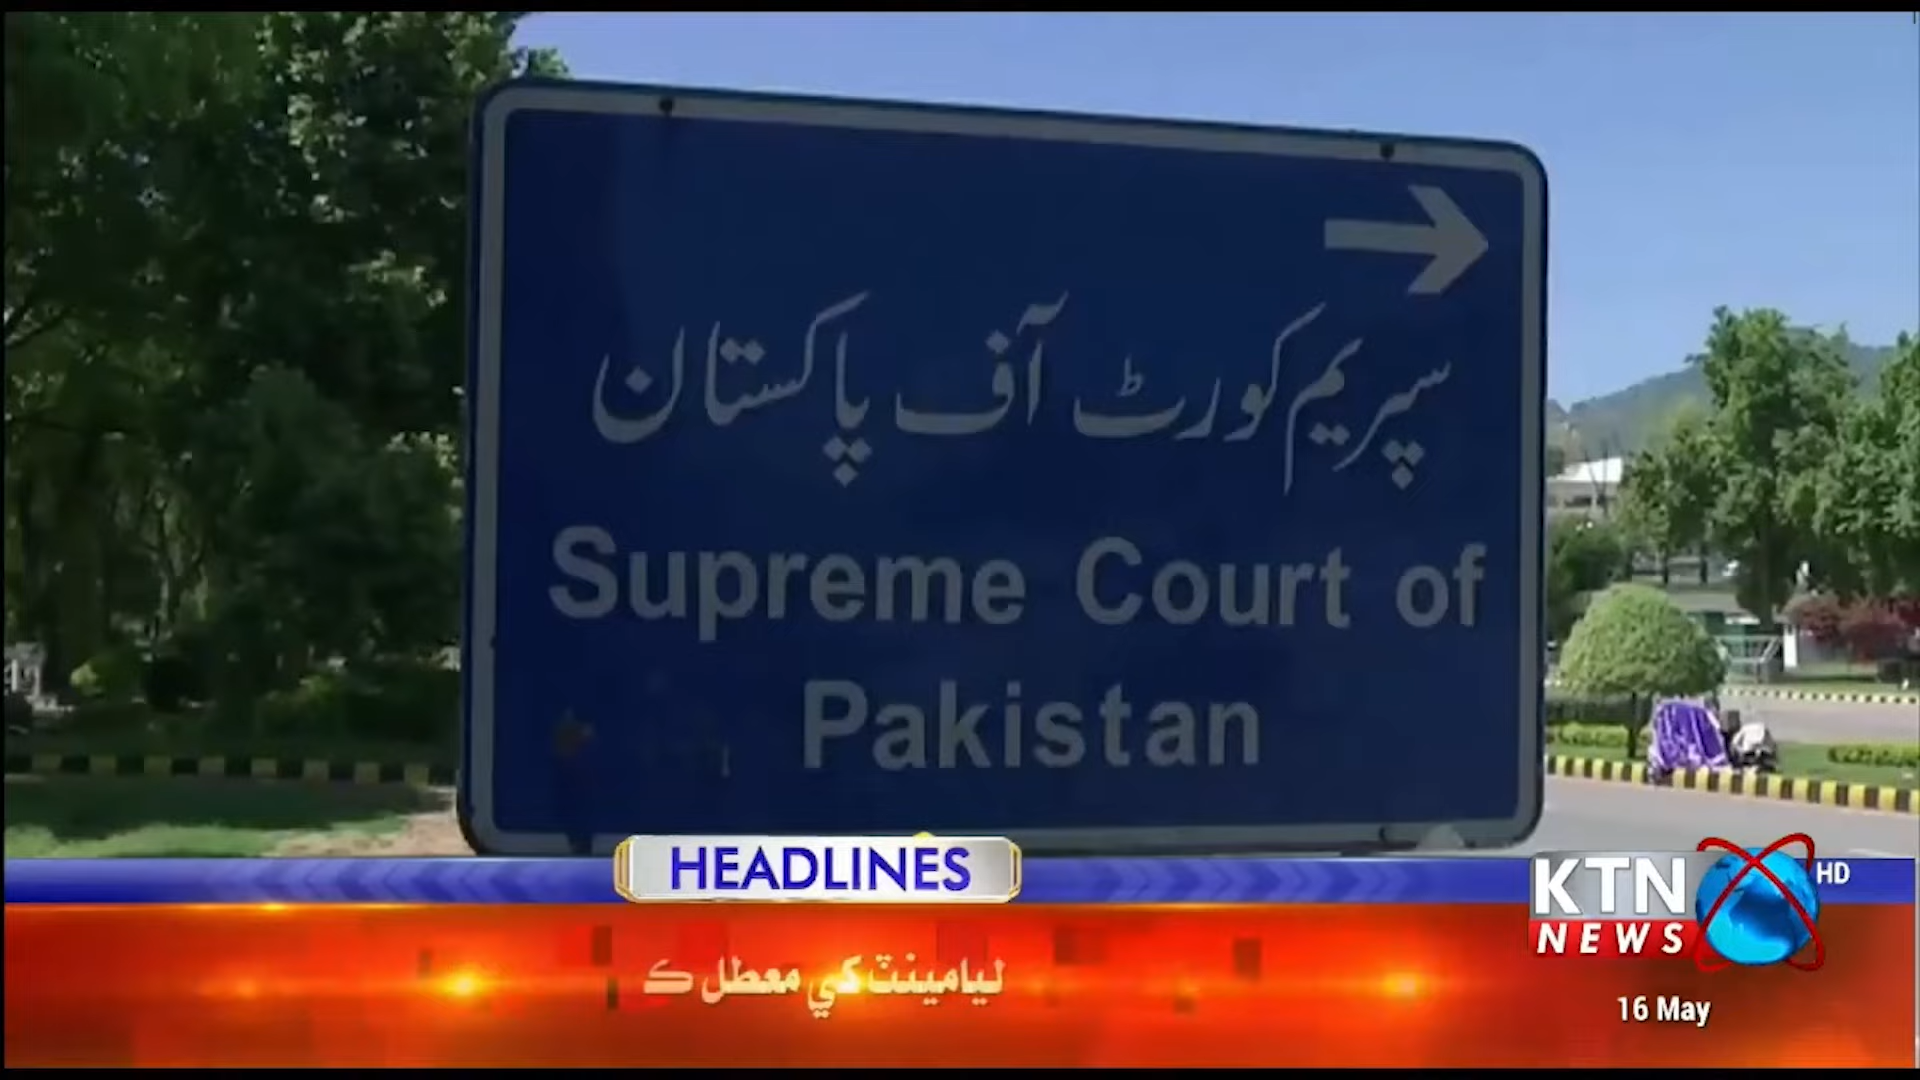 سپریم کورٹ آف پاکستان
Supreme Court of
Pakistan
HEADLINES
KTN
NEWS
HD
ليامينٽ کي معطل ڪ
16 May